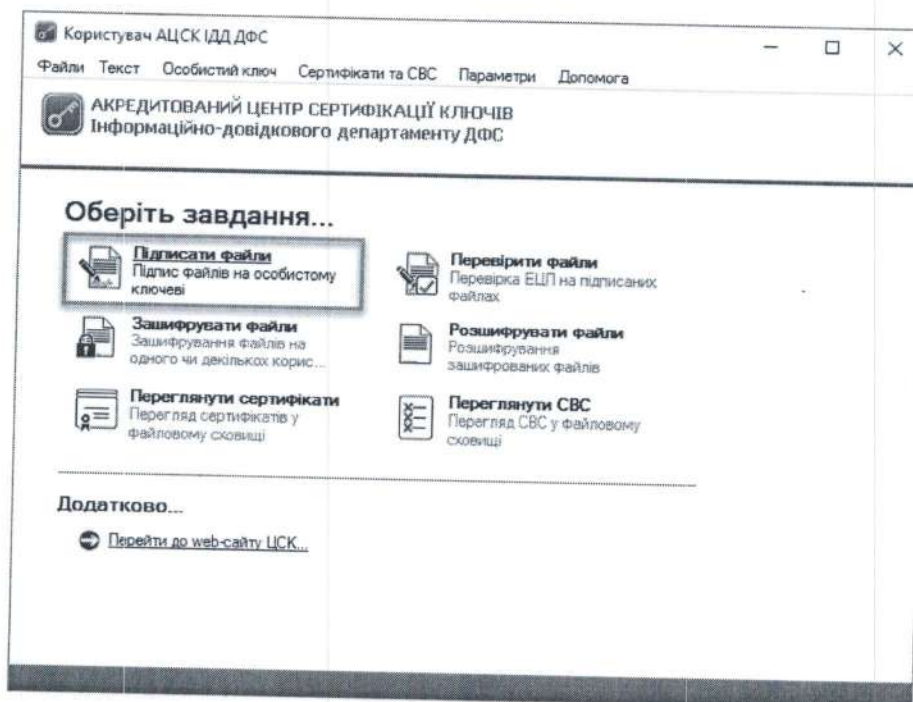 Користувач АЦСК ІДД ДФС
Файли Текст Особистий ключ Сертифікати та СВС Параметри Допомога
АКРЕДИТОВАНИЙ ЦЕНТР СЕРТИФІКАЦІЇ КЛЮЧІВ
Інформаційно-довідкового департаменту ДФС
Оберіть завдання...
Підписати файли
Підпис файлів на особистому
ключеві
Перевірити файли
Перевірка ЕЦП на підписаних
файлах
Зашифрувати файли
Зашифрування файлів на
одного чи декількох корис...
Розшифрувати файли
Розшифрування
зашифрованих файлів
Переглянути сертифікати
Перегляд сертифікатів у
файловому сховищі
Переглянути СВС
Перегляд СВС у файловому
сховищі
Додатково...
Перейти до web-сайту ЦСК...